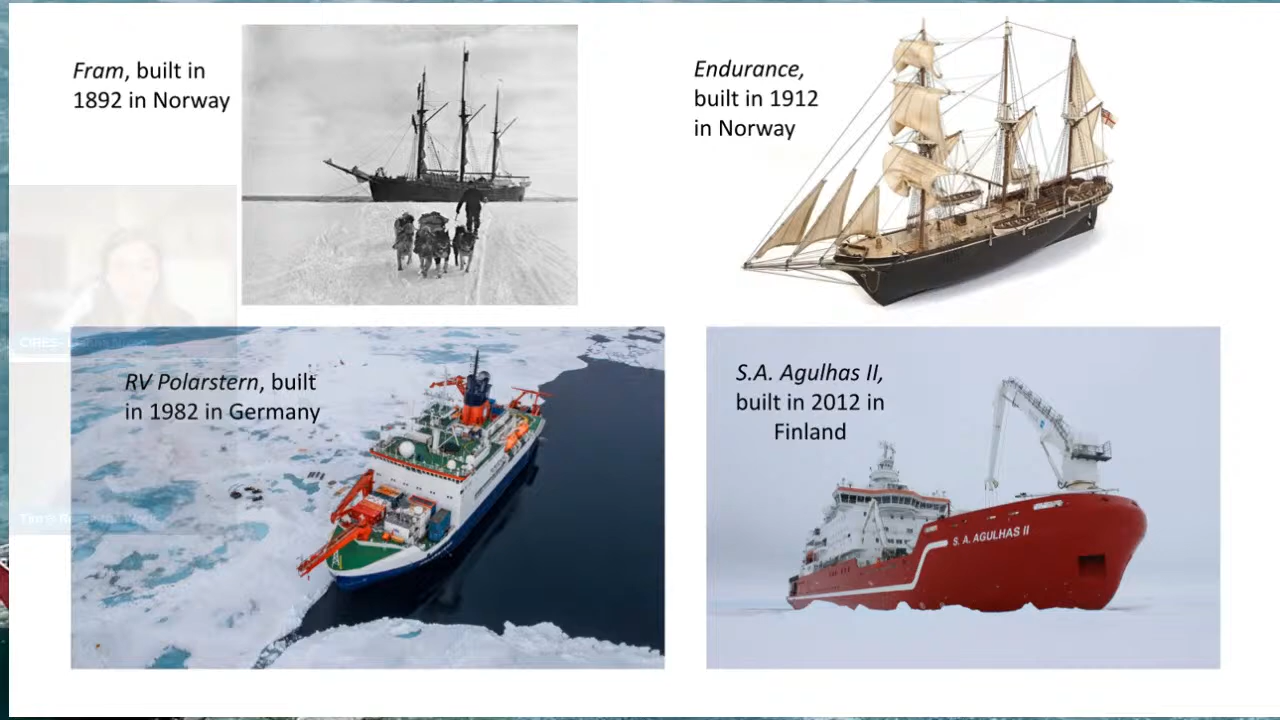 Fram, built in
1892 in Norway
Endurance,
built in 1912
in Norway
RV Polarstern, built
in 1982 in Germany
S.A. Agulhas II,
built in 2012 in
Finland
S. A. AGULHAS II